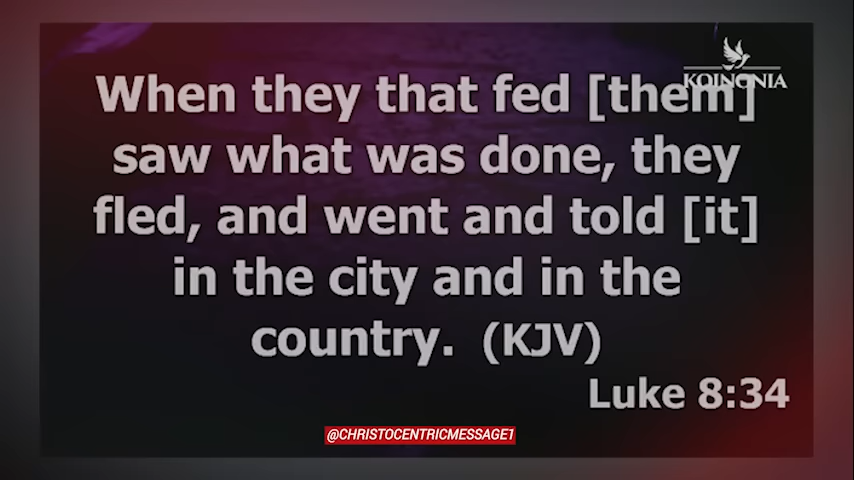 KOINONIA
When they that fed [them]
saw what was done, they
fled, and went and told [it]
in the city and in the
country. (KJV)
Luke 8:34
@CHRISTOCENTRICMESSAGE1